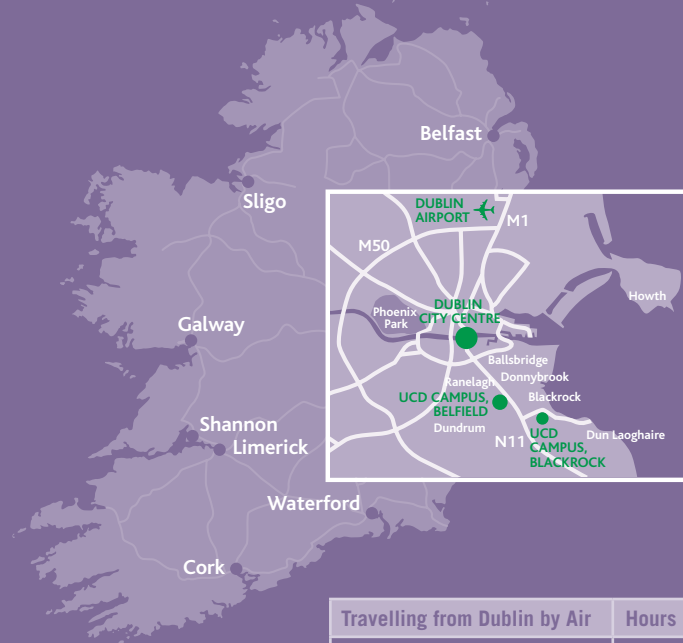 Belfast
Sligo
Galway
Shannon
Limerick
Waterford
Cork
DUBLIN
AIRPORT
M1
M50
Howth
DUBLIN
CITY CENTRE
Phoenix
Park
Ballsbridge
Ranelagh
Donnybrook
UCD CAMPUS,
BELFIELD
Blackrock
Dundrum
N11
UCD
CAMPUS,
BLACKROCK
Dun Laoghaire
Travelling from Dublin by Air
Hours